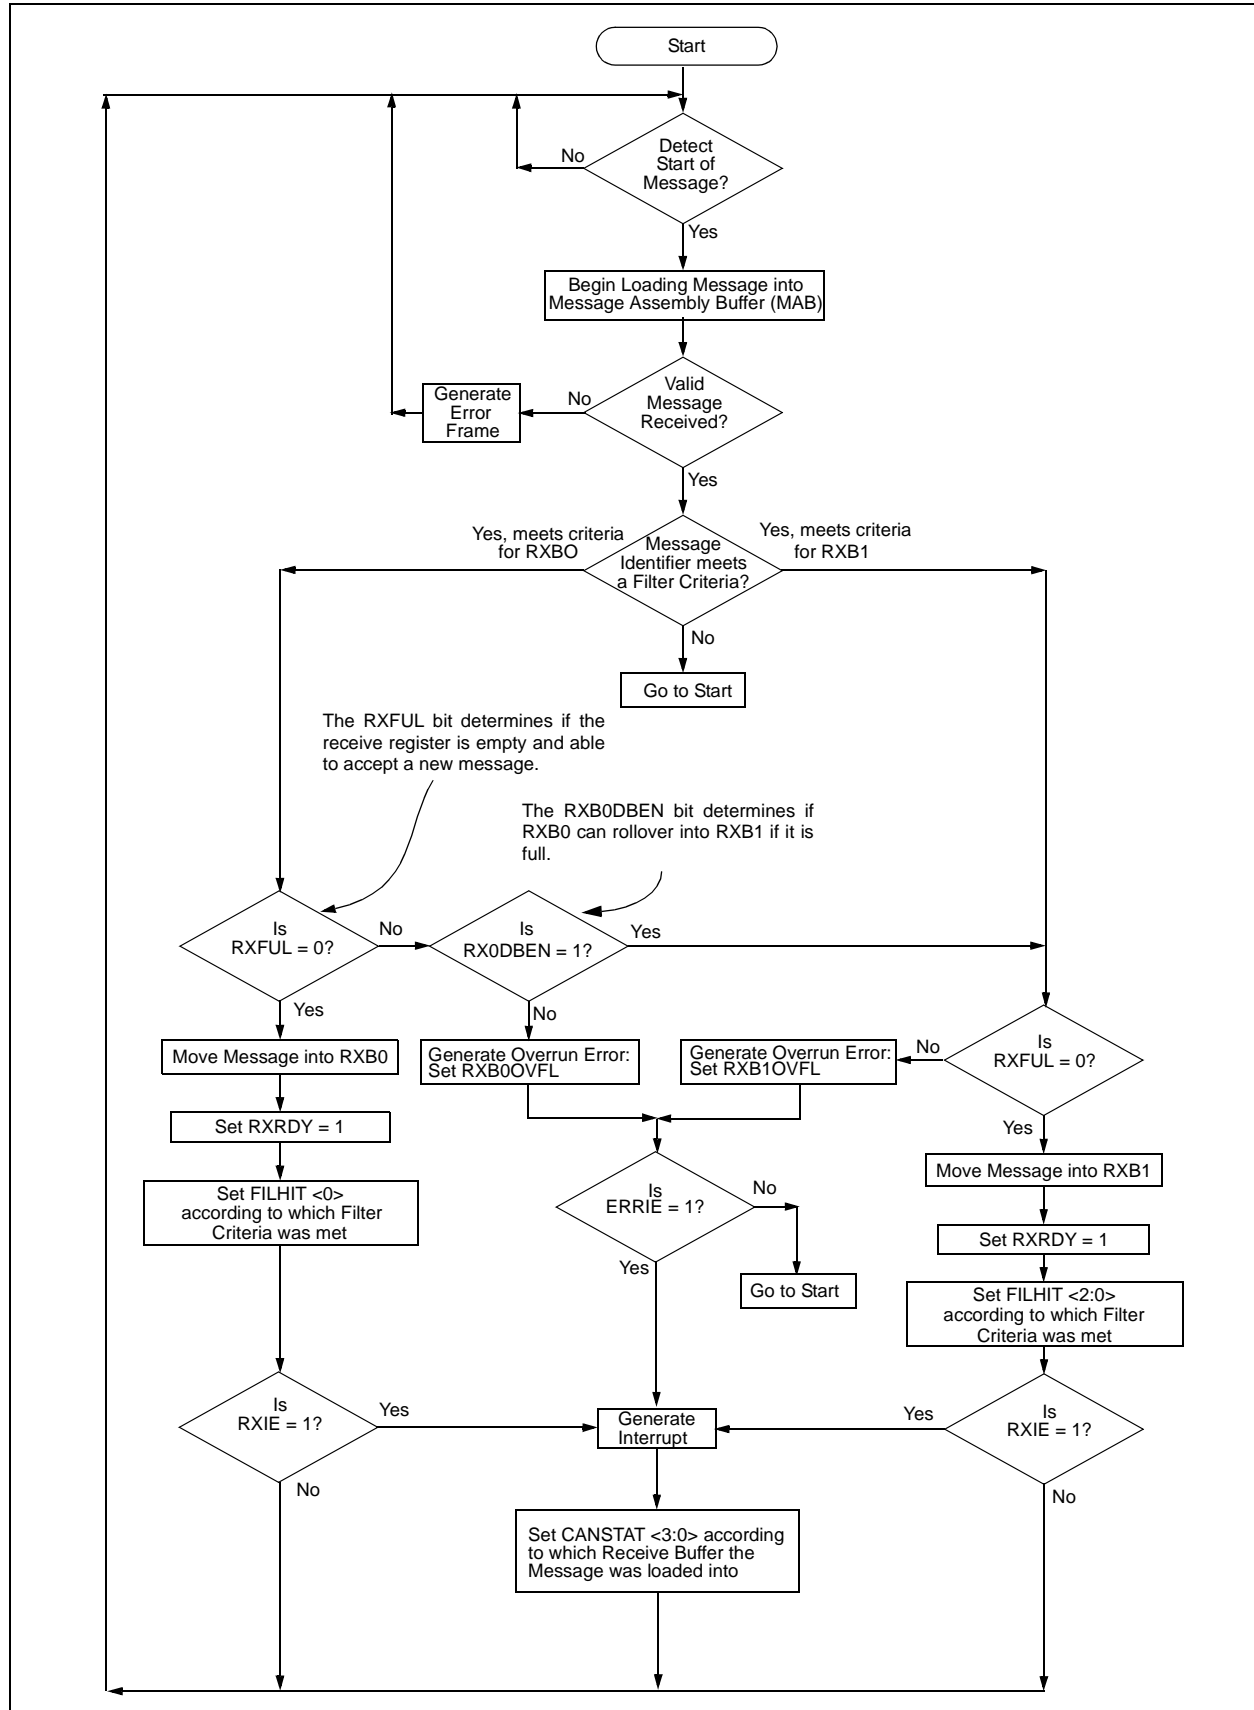 Start
Detect
Start of
Message?
No
Yes
Begin Loading Message into
Message Assembly Buffer (MAB)
Valid
Message
Received?
No
Generate
Error
Frame
Yes
Message
Identifier meets
a Filter Criteria?
Yes, meets criteria
for RXBO
Yes, meets criteria
for RXB1
No
Go to Start
The RXFUL bit determines if the
receive register is empty and able
to accept a new message.
The RXB0DBEN bit determines if
RXB0 can rollover into RXB1 if it is
full.
Is
RXFUL = 0?
No
Is
RX0DBEN = 1?
Yes
Yes
No
Move Message into RXB0
Generate Overrun Error:
Set RXB0OVFL
Generate Overrun Error:
Set RXB1OVFL
No
Is
RXFUL = 0?
Set RXRDY = 1
Yes
Move Message into RXB1
Set FILHIT <0>
according to which Filter
Criteria was met
Is
ERRIE = 1?
No
Set RXRDY = 1
Yes
Go to Start
Set FILHIT <2:0>
according to which Filter
Criteria was met
Is
RXIE = 1?
Yes
Generate
Interrupt
Yes
Is
RXIE = 1?
No
No
Set CANSTAT <3:0> according
to which Receive Buffer the
Message was loaded into